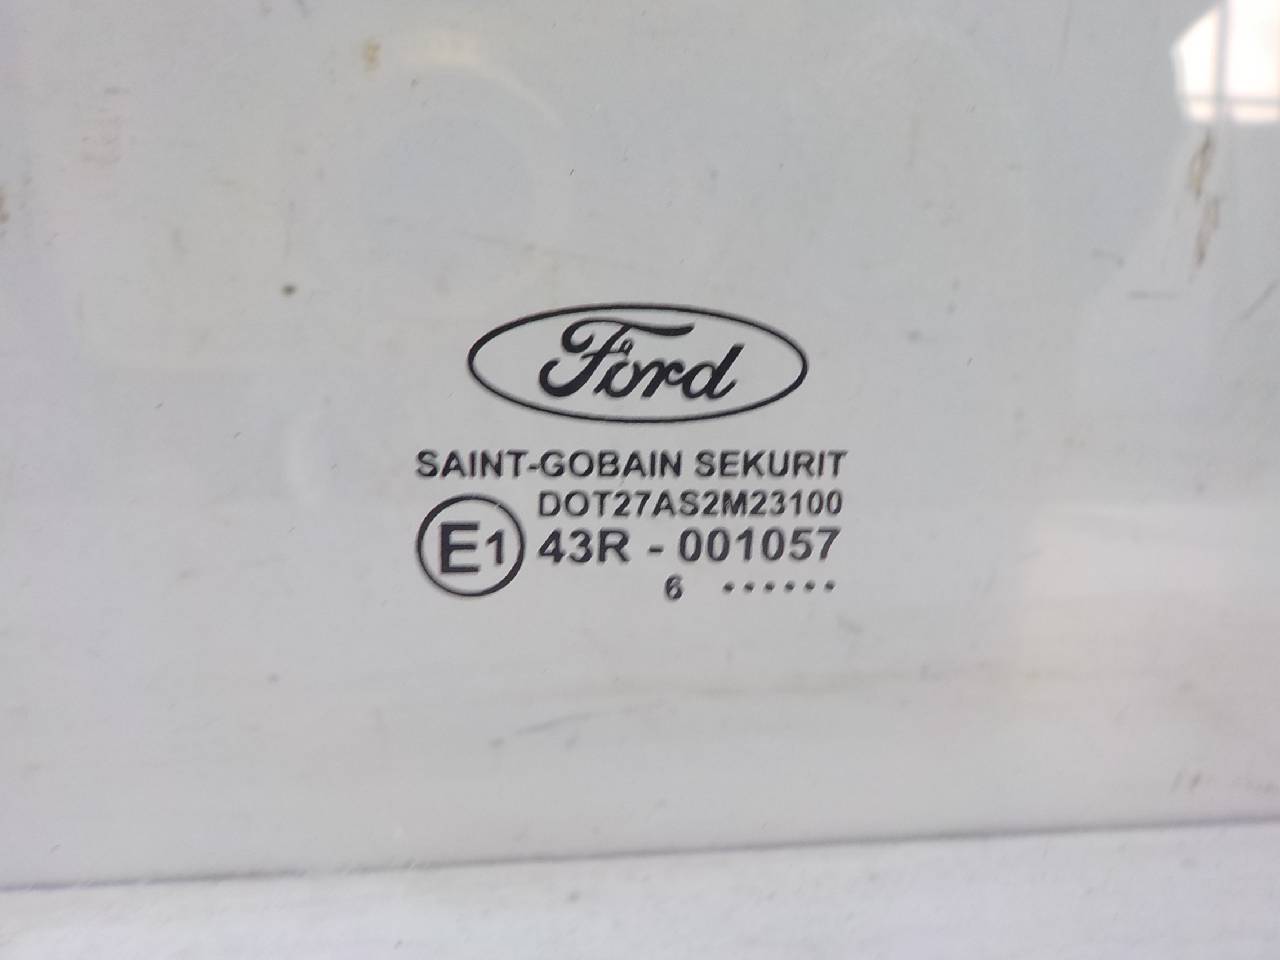 Ford
SAINT-GOBAIN SEKURIT
DOT27AS2M23100
E1 43R - 001057
6 ••••••